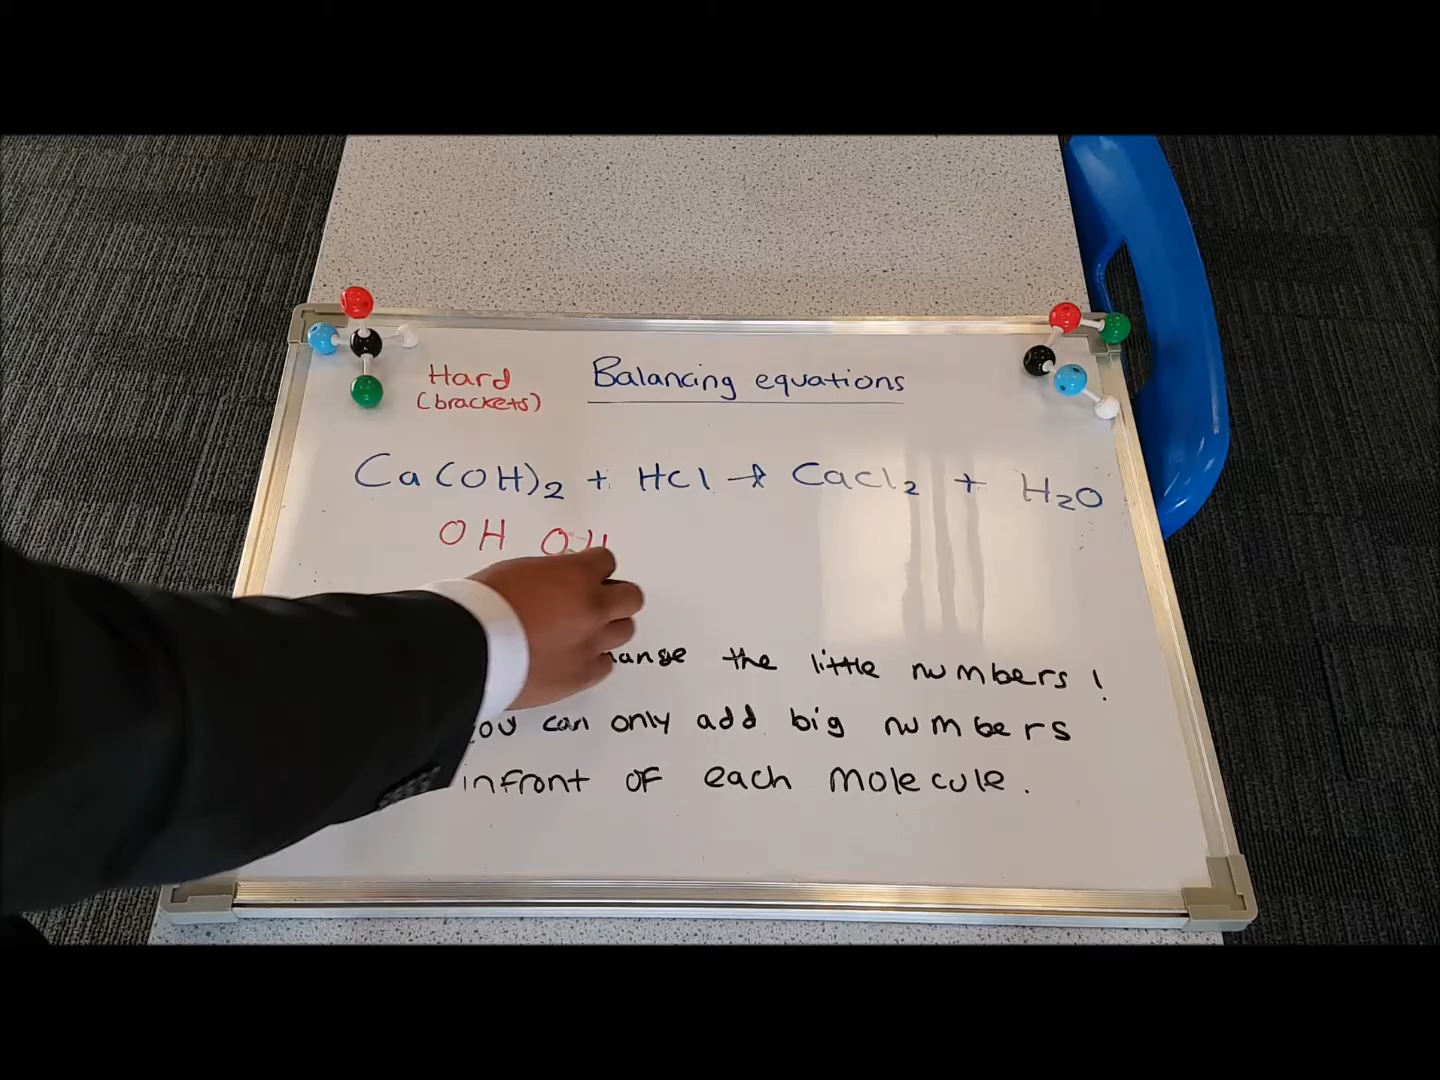 Hard
(brackets)
Balancing equations
Ca(OH)₂ + HCl → CaCl₂ + H₂O
OH OH
the little numbers!
can only add big numbers
infront of each molecule.